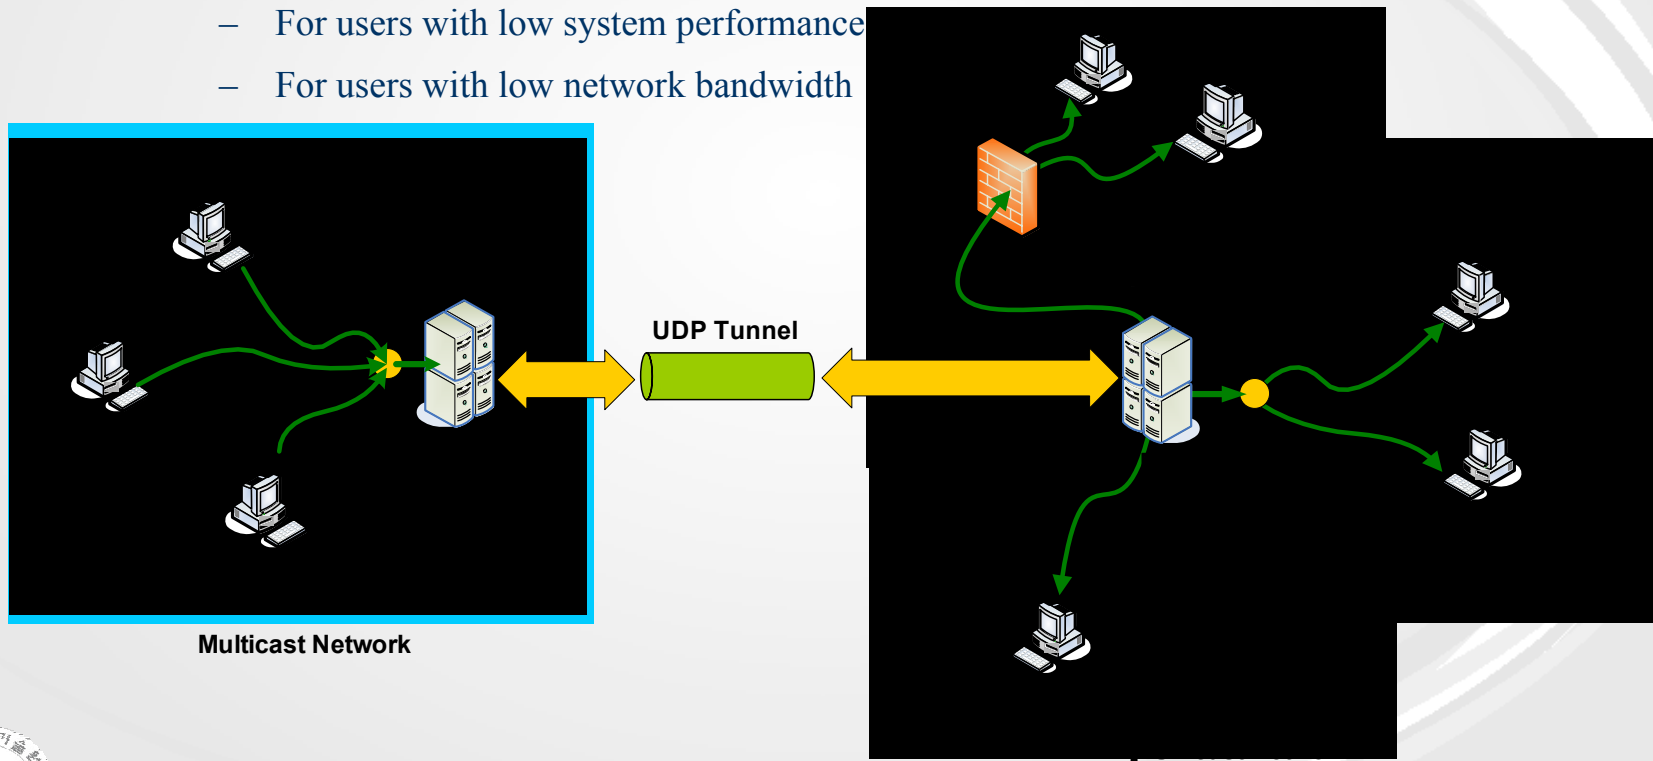 – For users with low system performance
– For users with low network bandwidth
UDP Tunnel
Multicast Network